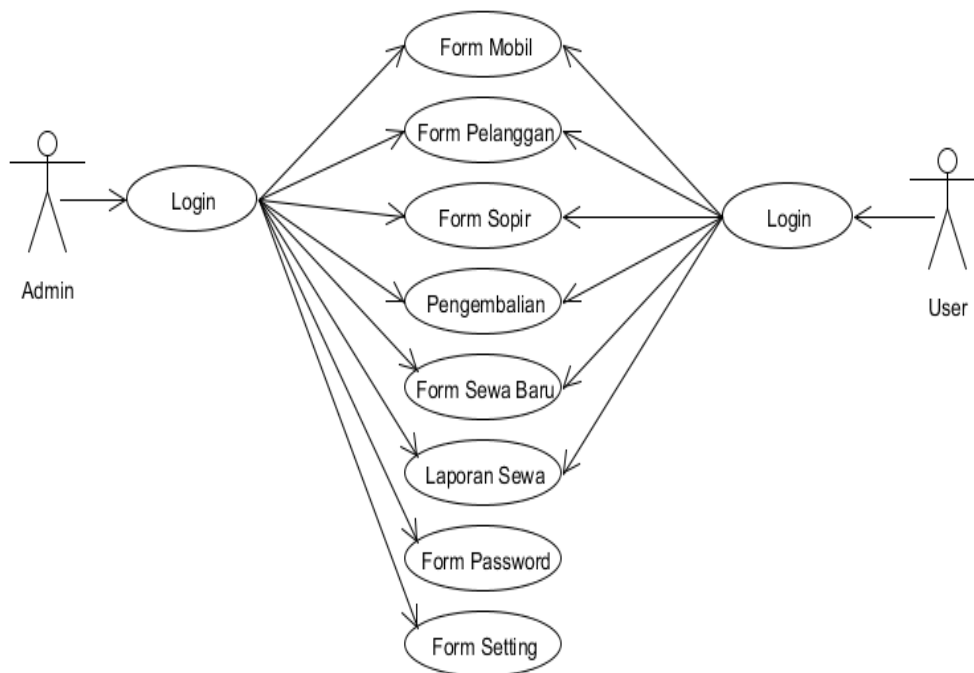 Form Mobil
Form Pelanggan
Login
Form Sopir
Login
Admin
Pengembalian
User
Form Sewa Baru
Laporan Sewa
Form Password
Form Setting